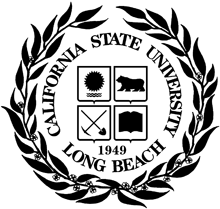 CALIFORNIA STATE UNIVERSITY
1949
LONG BEACH